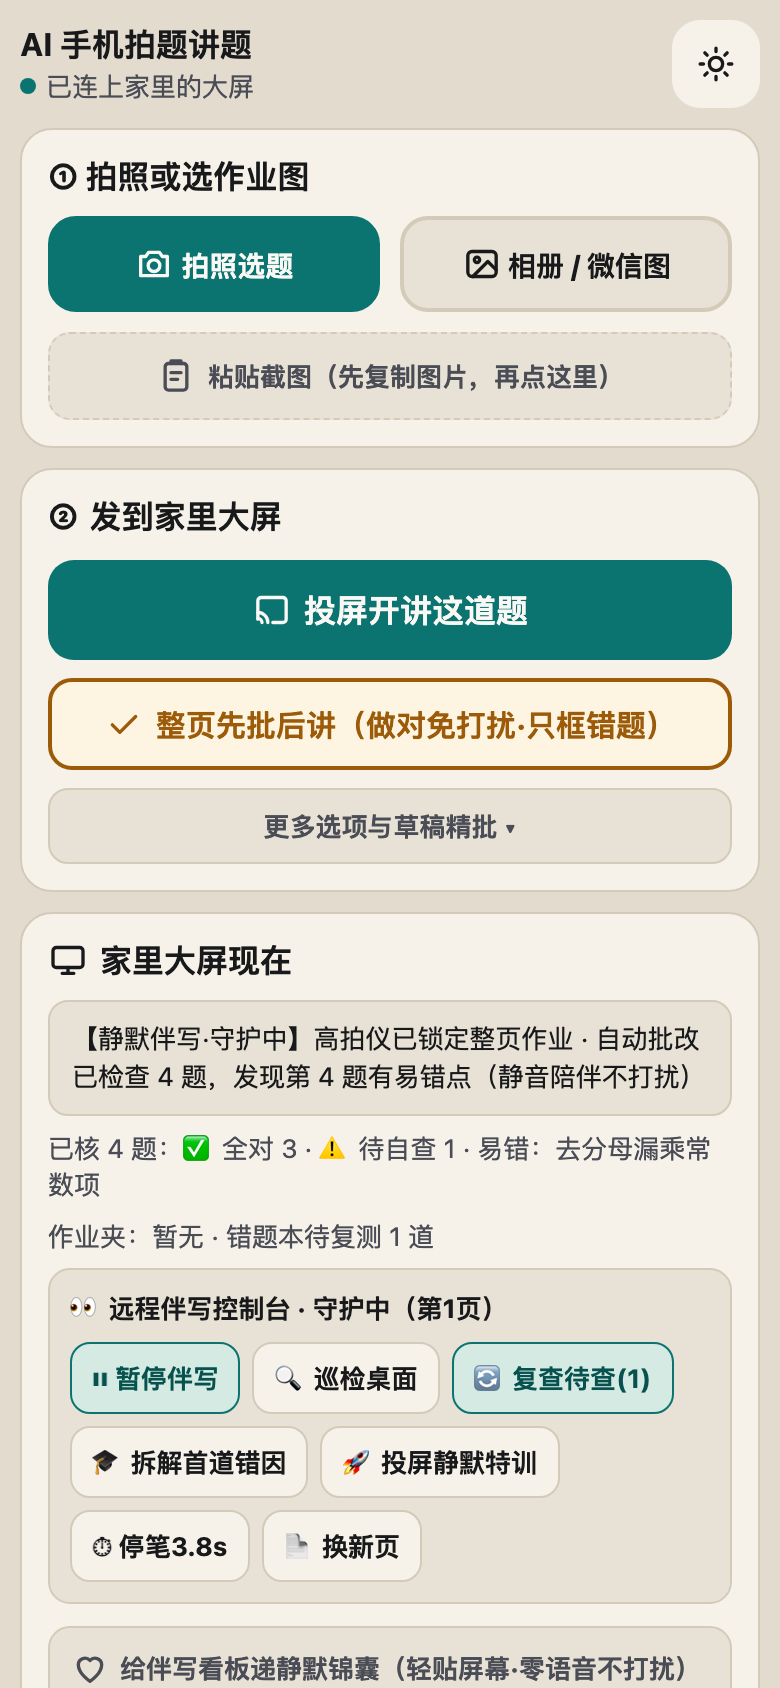 AI 手机拍题讲题
已连上家里的大屏
① 拍照或选作业图
拍照选题
相册 / 微信图
粘贴截图（先复制图片，再点这里）
② 发到家里大屏
投屏开讲这道题
整页先批后讲（做对免打扰·只框错题）
更多选项与草稿精批 ▾
家里大屏现在
【静默伴写·守护中】高拍仪已锁定整页作业 · 自动批改
已检查 4 题，发现第 4 题有易错点（静音陪伴不打扰）
已核 4 题：✅ 全对 3 · ⚠️ 待自查 1 · 易错：去分母漏乘常
数项
作业夹：暂无 · 错题本待复测 1 道
👀 远程伴写控制台 · 守护中（第1页）
⏸ 暂停伴写
🔍 巡检桌面
🔄 复查待查(1)
🎓 拆解首道错因
🚀 投屏静默特训
⏱ 停笔3.8s
📄 换新页
给伴写看板递静默锦囊（轻贴屏幕·零语音不打扰）